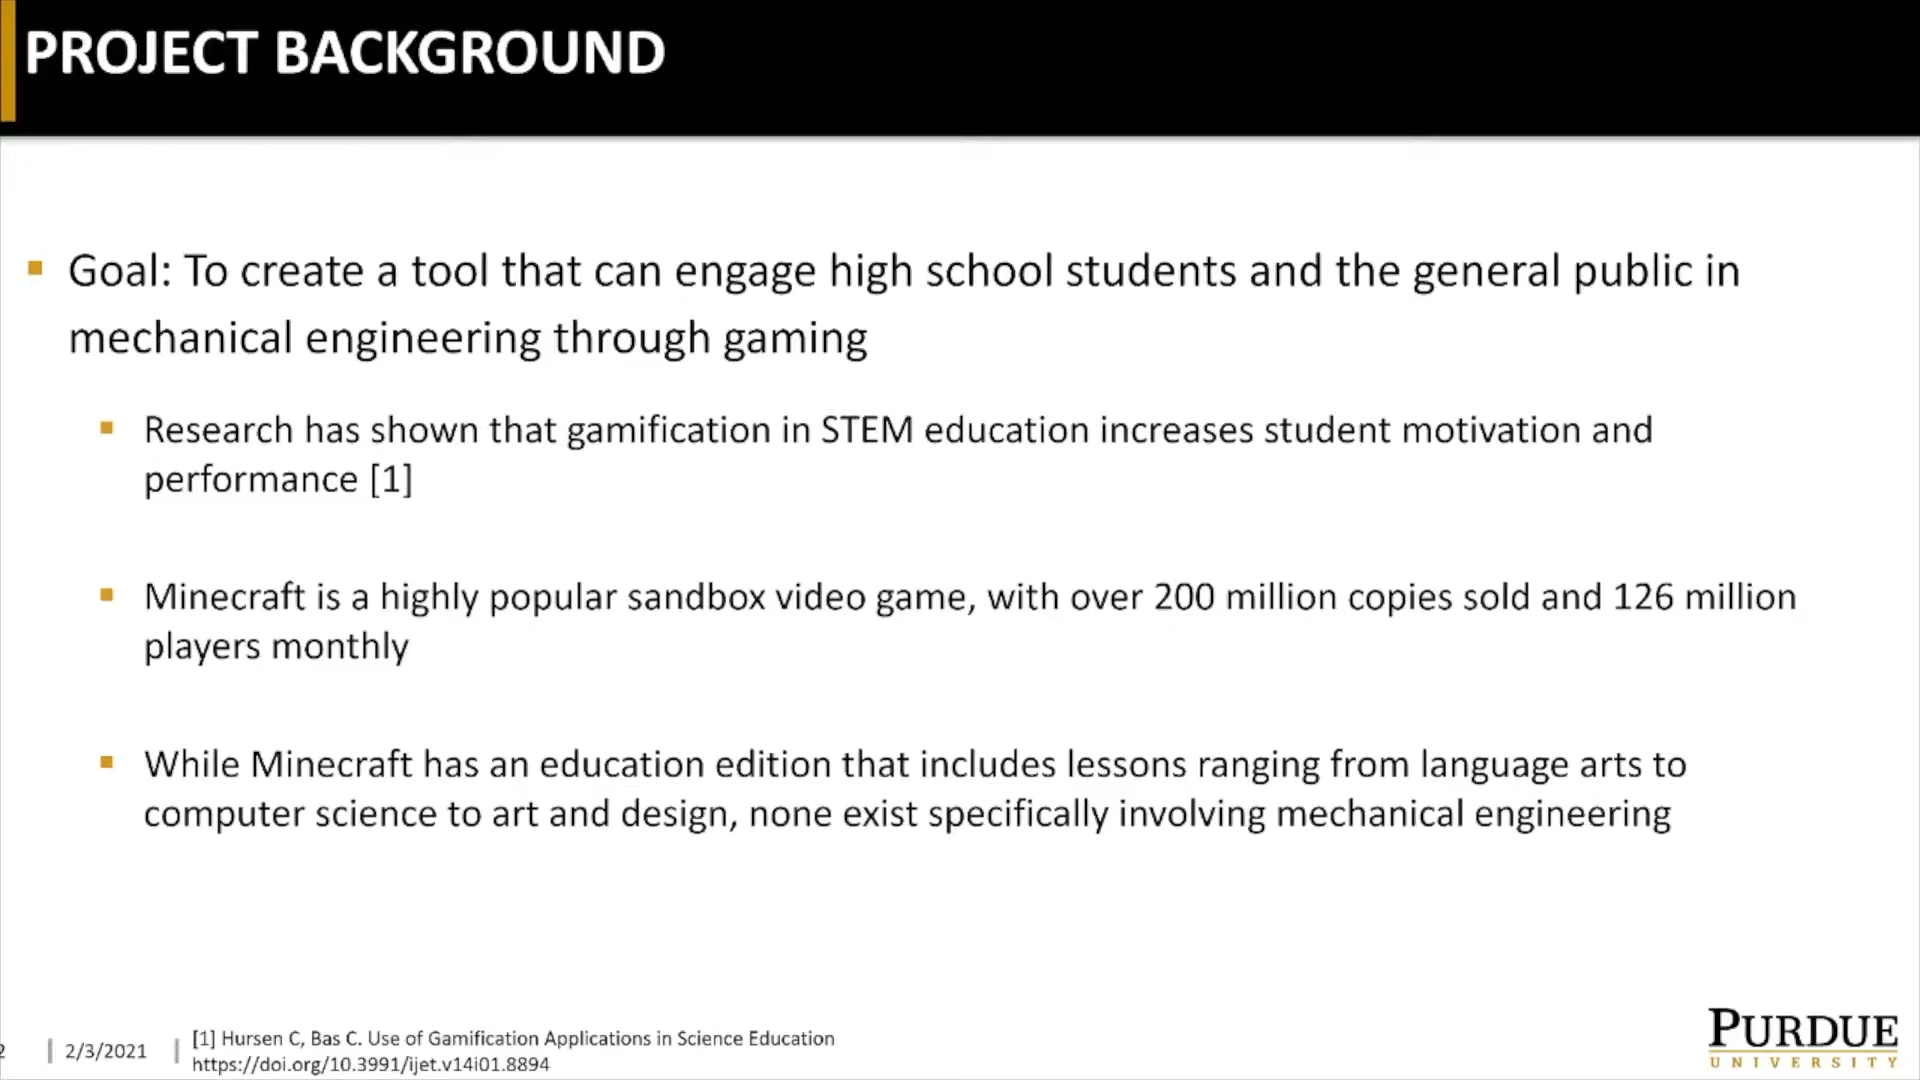 PROJECT BACKGROUND
Goal: To create a tool that can engage high school students and the general public in
mechanical engineering through gaming
Research has shown that gamification in STEM education increases student motivation and
performance [1]
Minecraft is a highly popular sandbox video game, with over 200 million copies sold and 126 million
players monthly
While Minecraft has an education edition that includes lessons ranging from language arts to
computer science to art and design, none exist specifically involving mechanical engineering
2 | 2/3/2021 |
[1] Hursen C, Bas C. Use of Gamification Applications in Science Education
https://doi.org/10.3991/ijet.v14i01.8894
PURDUE
UNIVERSITY